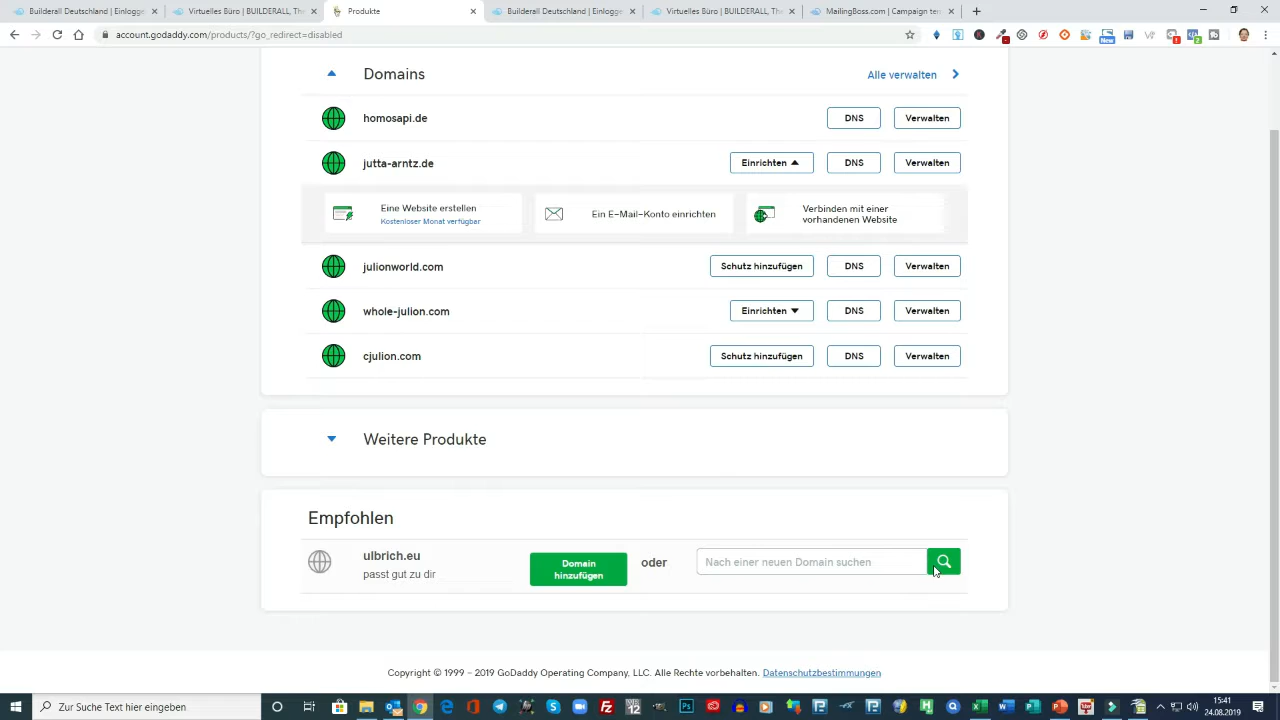 Builderall Deutschland | Einlogge
Virtuelles Büro | BUILDERALL, The
Produkte
Builderall Deutschland | Einlogge
Virtuelles Büro | BUILDERALL, The
MailingBoss.com | Campaign ten
account.godaddy.com/products/?go_redirect=disabled
Domains
Alle verwalten
homosapi.de
DNS
Verwalten
jutta-arntz.de
Einrichten
DNS
Verwalten
Eine Website erstellen
Kostenloser Monat verfügbar
Ein E-Mail-Konto einrichten
Verbinden mit einer
vorhandenen Website
julionworld.com
Schutz hinzufügen
DNS
Verwalten
whole-julion.com
Einrichten
DNS
Verwalten
cjulion.com
Schutz hinzufügen
DNS
Verwalten
Weitere Produkte
Empfohlen
ulbrich.eu
passt gut zu dir
Domain
hinzufügen
oder
Nach einer neuen Domain suchen
Copyright © 1999 – 2019 GoDaddy Operating Company, LLC. Alle Rechte vorbehalten. Datenschutzbestimmungen
Zur Suche Text hier eingeben
15:41
24.08.2019